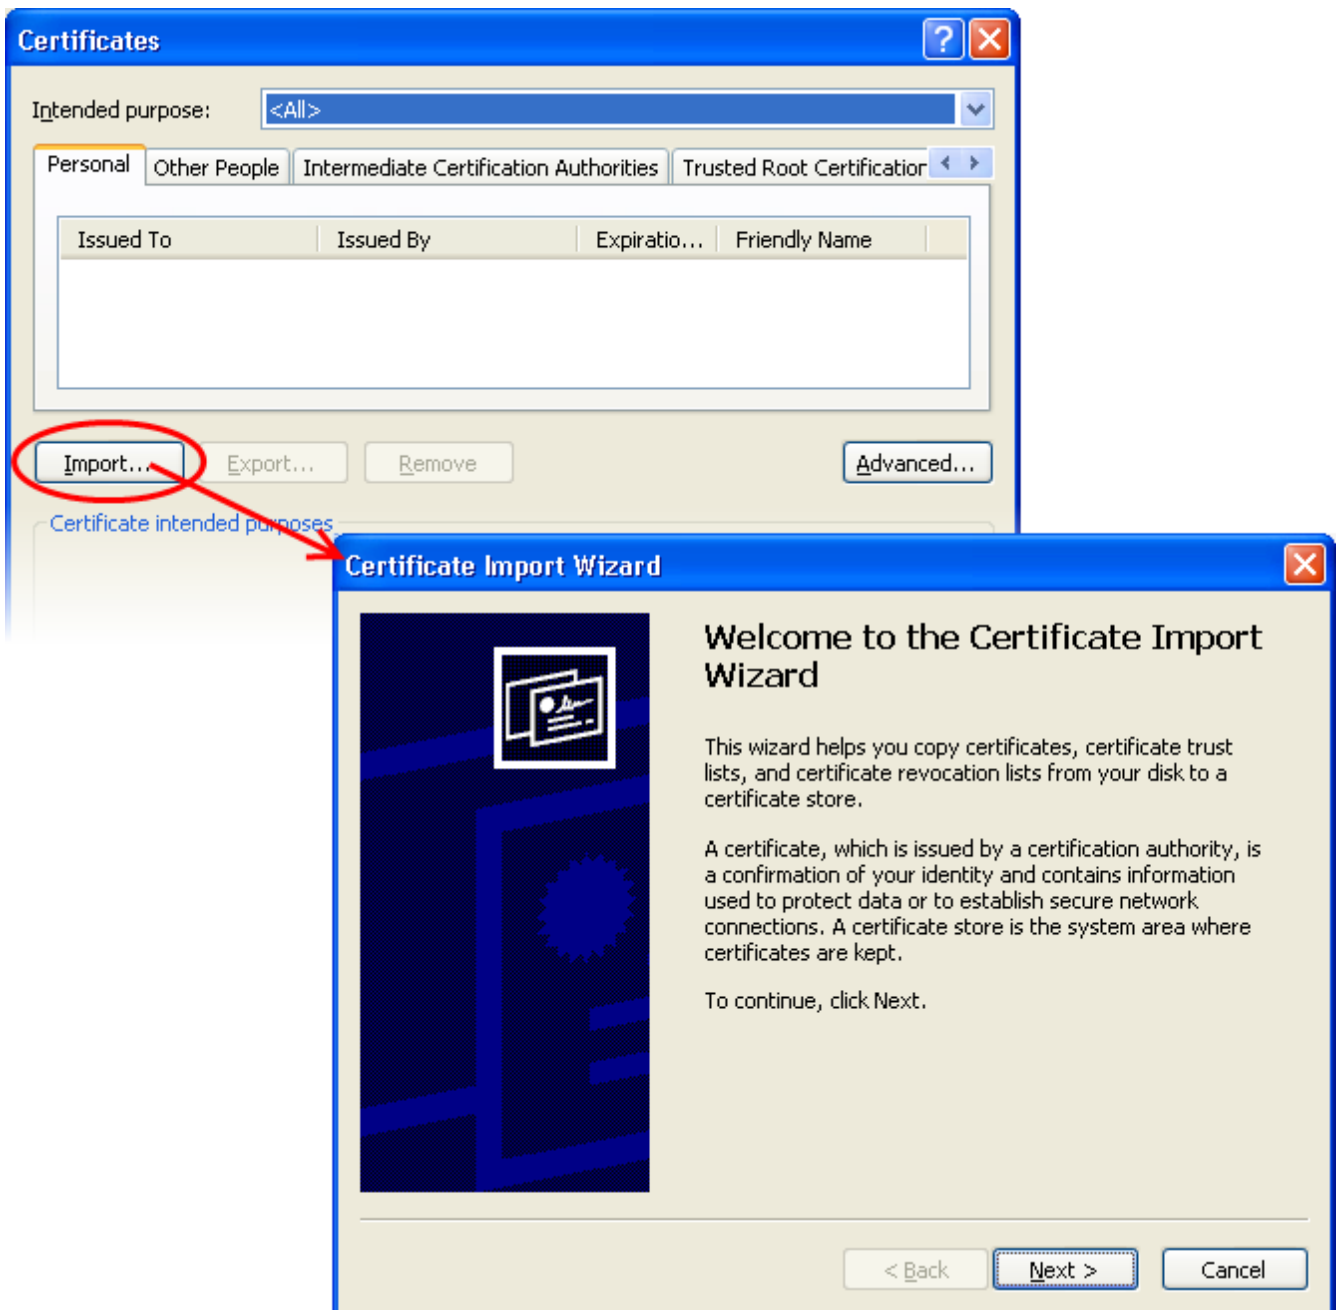 Certificates
Intended purpose: <All>
Personal Other People Intermediate Certification Authorities Trusted Root Certification
Issued To Issued By Expiratio... Friendly Name
Import... Export... Remove Advanced...
Certificate intended purposes
Certificate Import Wizard
Welcome to the Certificate Import
Wizard
This wizard helps you copy certificates, certificate trust
lists, and certificate revocation lists from your disk to a
certificate store.
A certificate, which is issued by a certification authority, is
a confirmation of your identity and contains information
used to protect data or to establish secure network
connections. A certificate store is the system area where
certificates are kept.
To continue, click Next.
< Back Next > Cancel